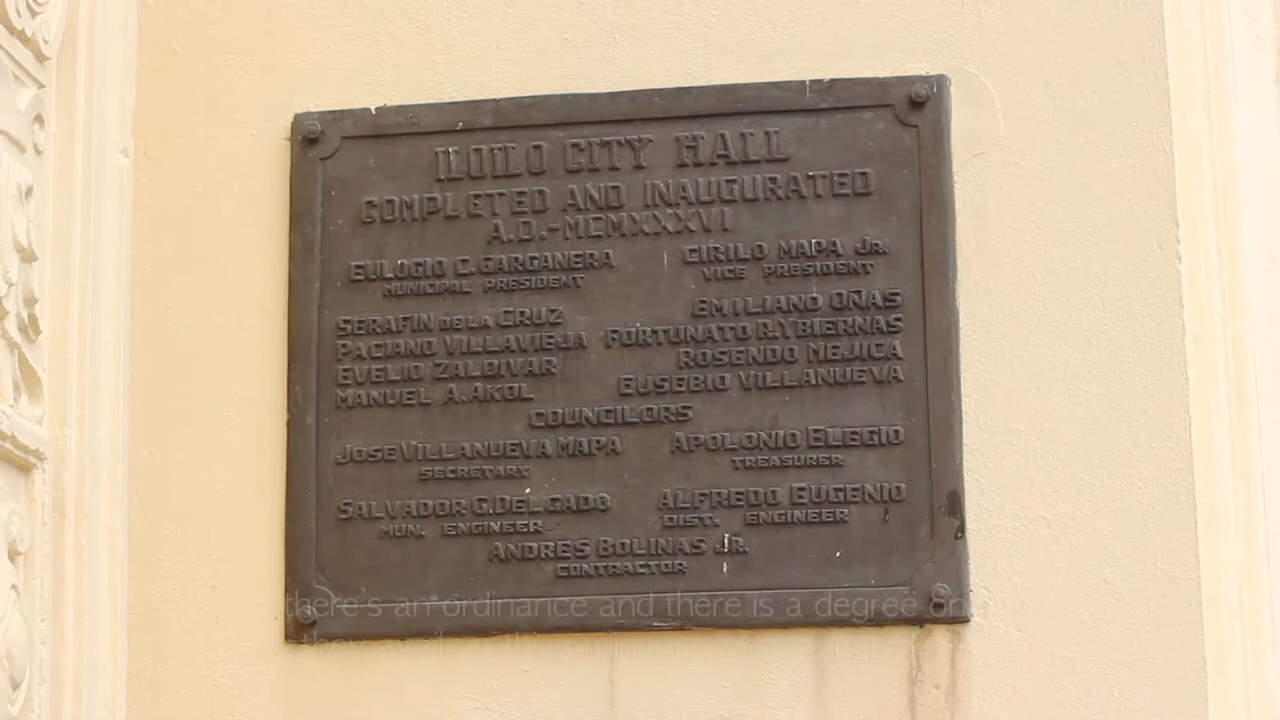 ILOILO CITY HALL
COMPLETED AND INAUGURATED
A.D.-MCMXXXVI
EULOGIO C. GARGANERA
MUNICIPAL PRESIDENT
CIRILO MAPA JR.
VICE PRESIDENT
SERAFIN DE LA CRUZ
PACIANO VILLAVIEJA
EVELIO ZALDIVAR
MANUEL A. AKOL
EMILIANO OÑAS
FORTUNATO R. YBIERNAS
ROSENDO MEJICA
EUSEBIO VILLANUEVA
COUNCILORS
JOSE VILLANUEVA MAPA
SECRETARY
APOLONIO ELEGIO
TREASURER
SALVADOR G. DELGADO
MUN. ENGINEER
ALFREDO EUGENIO
DIST. ENGINEER
ANDRES BOLINAS JR.
CONTRACTOR
there's an ordinance and there is a degree on